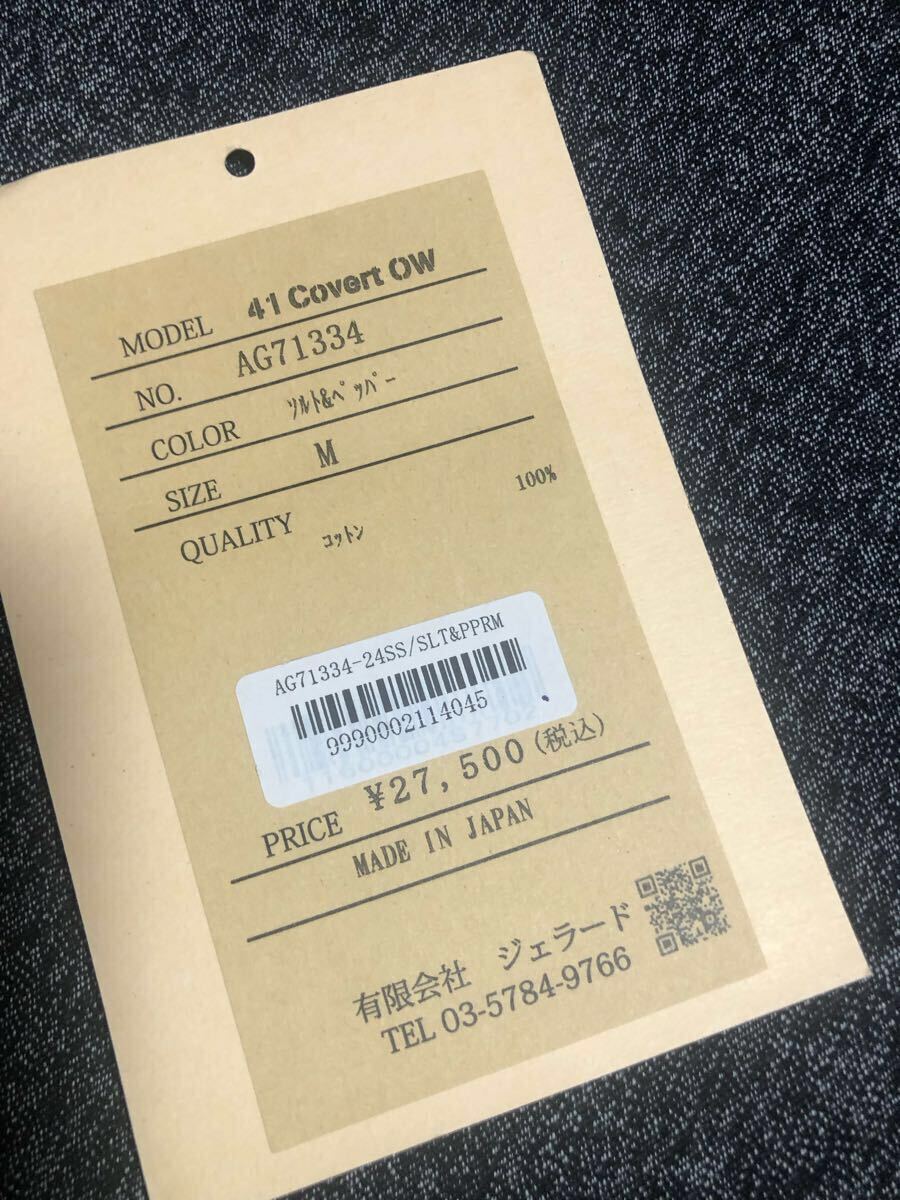 MODEL 41 Covert OW
NO. AG71334
COLOR ｿﾙﾄ&ﾍﾟｯﾊﾟｰ
SIZE M
QUALITY ｺｯﾄﾝ 100%
AG71334-24SS/SLT&PPRM
9990002114045
PRICE ¥27,500(税込)
MADE IN JAPAN
有限会社 ジェラード
TEL 03-5784-9766